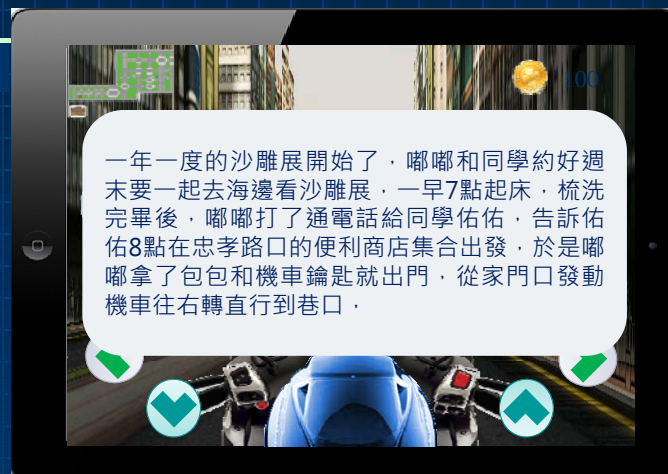 100
一年一度的沙雕展開始了，嘟嘟和同學約好週
末要一起去海邊看沙雕展，一早7點起床，梳洗
完畢後，嘟嘟打了通電話給同學佑佑，告訴佑
佑8點在忠孝路口的便利商店集合出發，於是嘟
嘟拿了包包和機車鑰匙就出門，從家門口發動
機車往右轉直行到巷口，